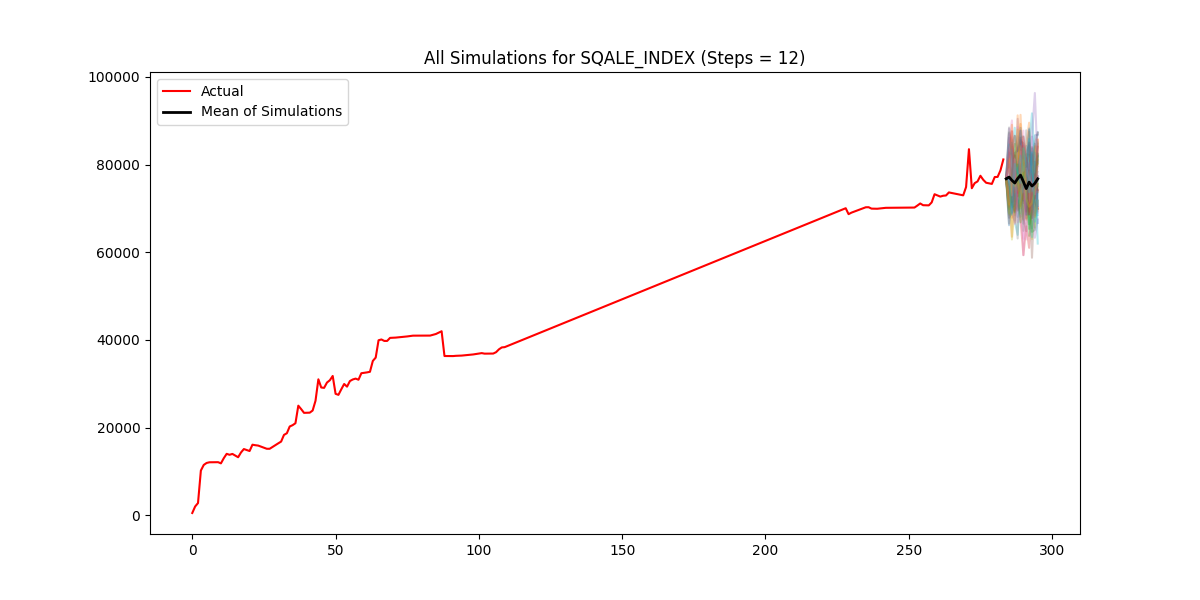 All Simulations for SQALE_INDEX (Steps = 12)
100000
80000
60000
40000
20000
0
Actual
Mean of Simulations
0 50 100 150 200 250 300